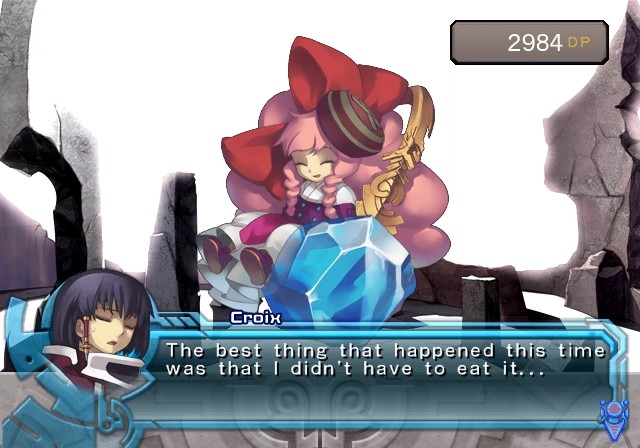 2984 DP
Croix
The best thing that happened this time
was that I didn't have to eat it...